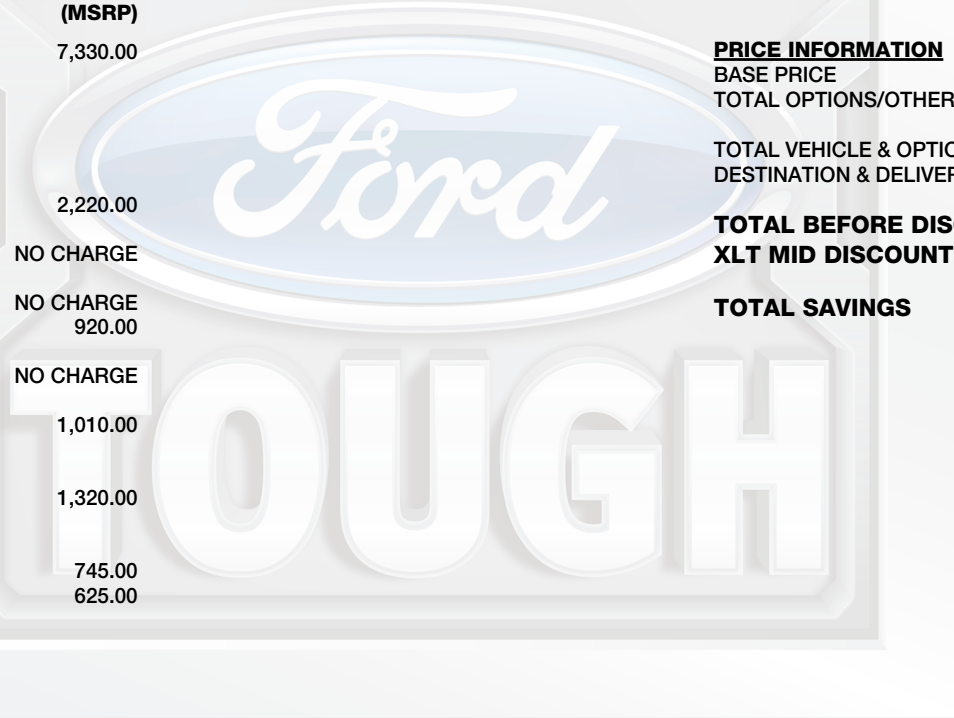 (MSRP)
7,330.00
2,220.00
NO CHARGE
NO CHARGE
920.00
NO CHARGE
1,010.00
1,320.00
745.00
625.00
Ford
TOUGH
PRICE INFORMATION
BASE PRICE
TOTAL OPTIONS/OTHER
TOTAL VEHICLE & OPTIO
DESTINATION & DELIVER
TOTAL BEFORE DIS
XLT MID DISCOUNT
TOTAL SAVINGS